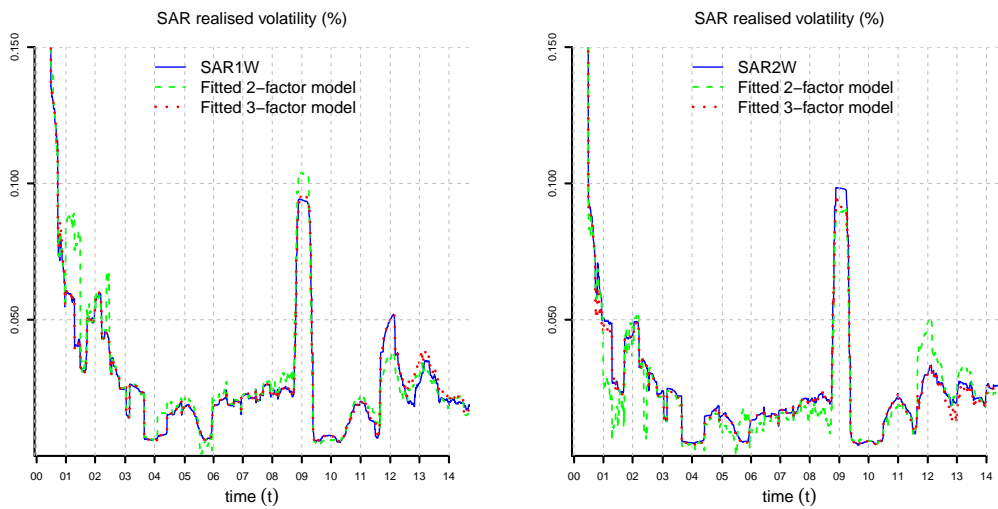 SAR realised volatility (%)
0.150
0.100
0.050
SAR1W
Fitted 2−factor model
Fitted 3−factor model
00 01 02 03 04 05 06 07 08 09 10 11 12 13 14
time (t)
SAR realised volatility (%)
0.150
0.100
0.050
SAR2W
Fitted 2−factor model
Fitted 3−factor model
00 01 02 03 04 05 06 07 08 09 10 11 12 13 14
time (t)